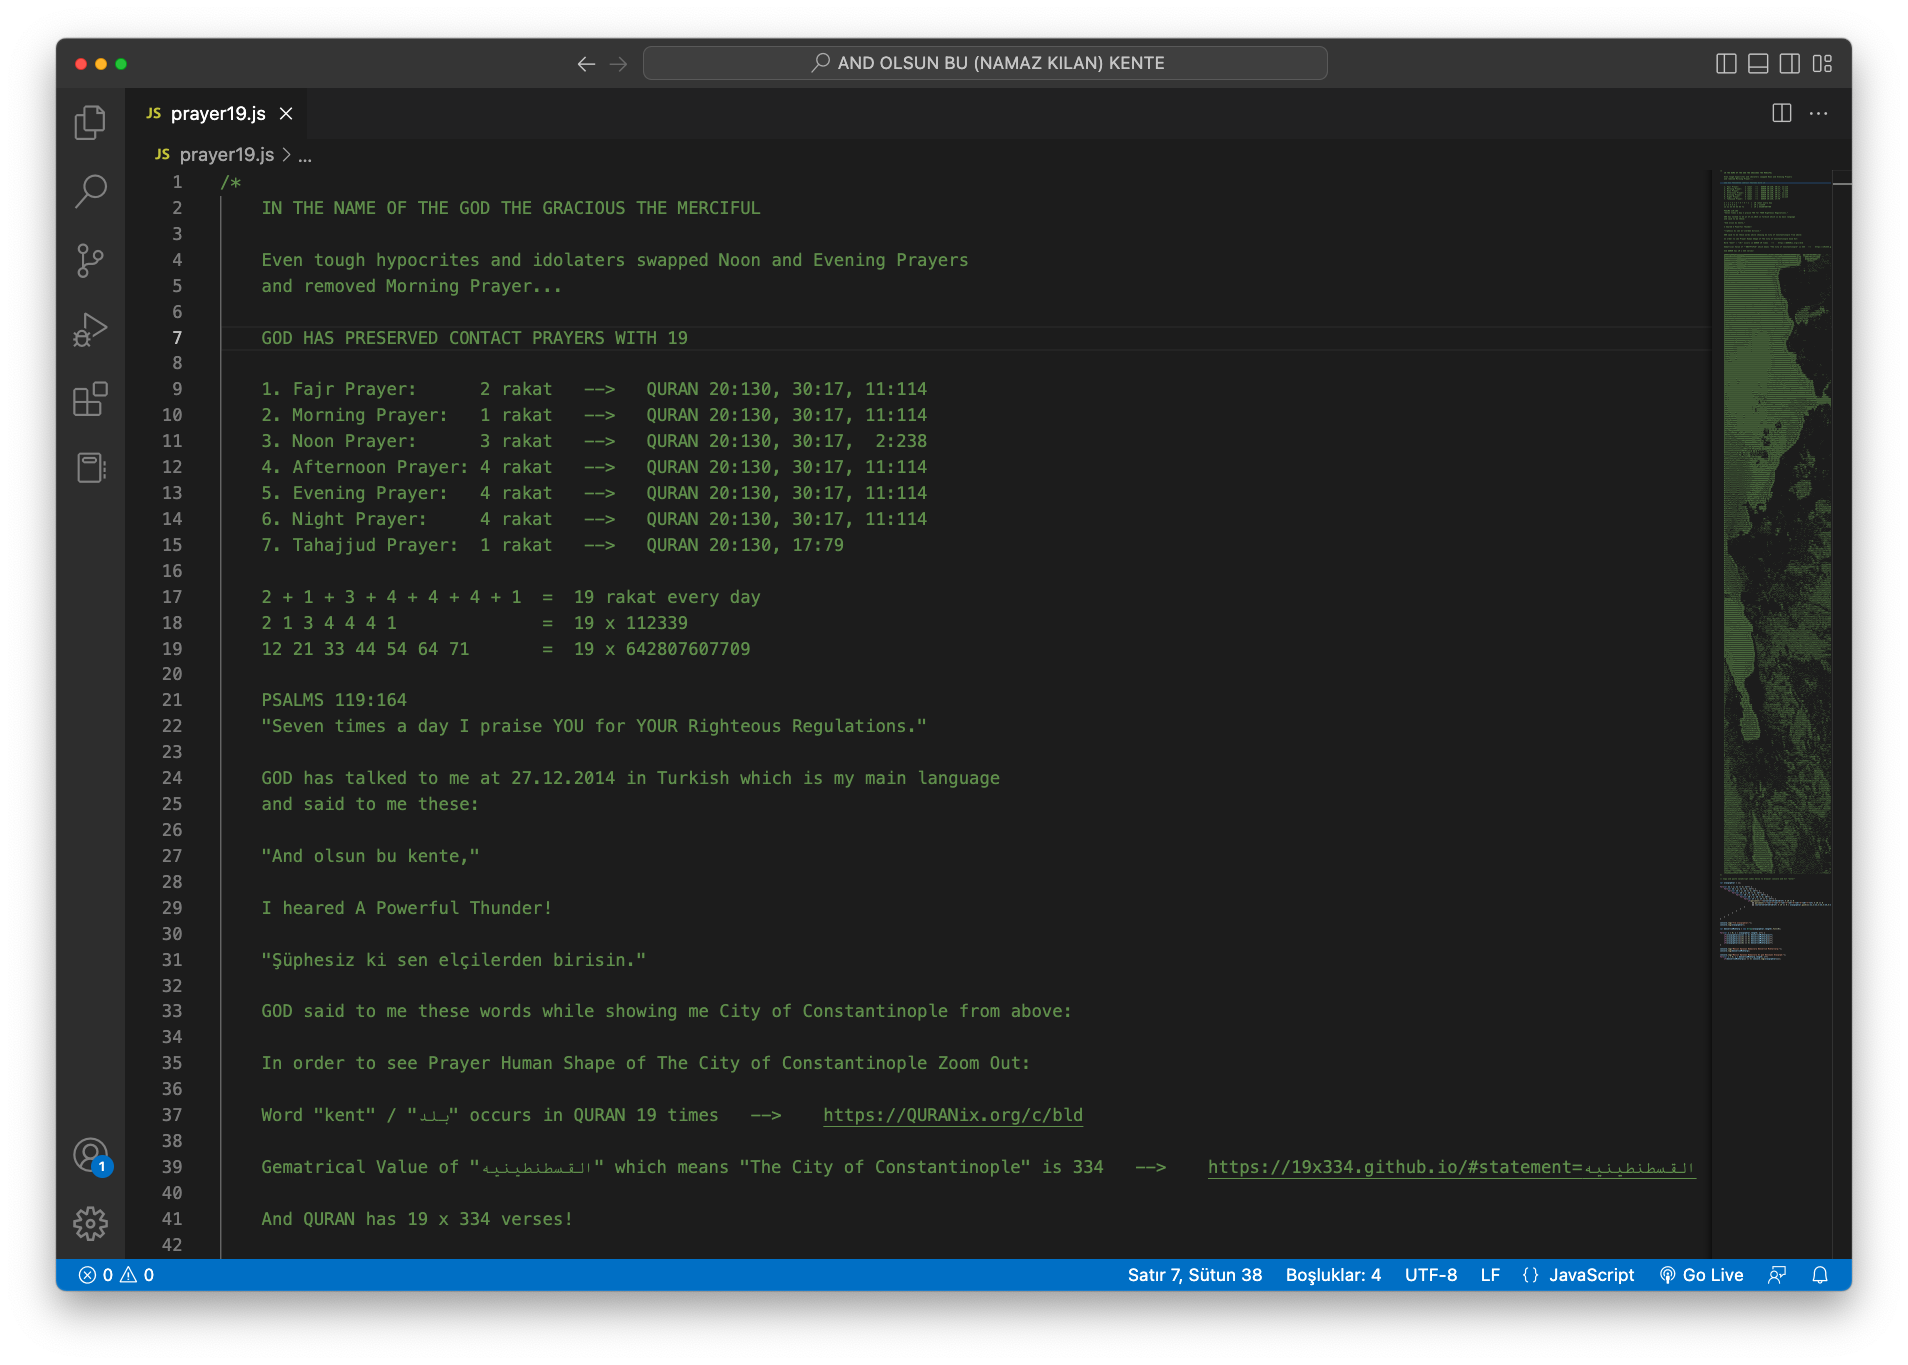 AND OLSUN BU (NAMAZ KILAN) KENTE
JS prayer19.js
JS prayer19.js > ...
1 /*
2 IN THE NAME OF THE GOD THE GRACIOUS THE MERCIFUL
3
4 Even tough hypocrites and idolaters swapped Noon and Evening Prayers
5 and removed Morning Prayer...
6
7 GOD HAS PRESERVED CONTACT PRAYERS WITH 19
8
9 1. Fajr Prayer: 2 rakat --> QURAN 20:130, 30:17, 11:114
10 2. Morning Prayer: 1 rakat --> QURAN 20:130, 30:17, 11:114
11 3. Noon Prayer: 3 rakat --> QURAN 20:130, 30:17, 2:238
12 4. Afternoon Prayer: 4 rakat --> QURAN 20:130, 30:17, 11:114
13 5. Evening Prayer: 4 rakat --> QURAN 20:130, 30:17, 11:114
14 6. Night Prayer: 4 rakat --> QURAN 20:130, 30:17, 11:114
15 7. Tahajjud Prayer: 1 rakat --> QURAN 20:130, 17:79
16
17 2 + 1 + 3 + 4 + 4 + 4 + 1 = 19 rakat every day
18 2 1 3 4 4 4 1 = 19 x 112339
19 12 21 33 44 54 64 71 = 19 x 642807607709
20
21 PSALMS 119:164
22 "Seven times a day I praise YOU for YOUR Righteous Regulations."
23
24 GOD has talked to me at 27.12.2014 in Turkish which is my main language
25 and said to me these:
26
27 "And olsun bu kente,"
28
29 I heared A Powerful Thunder!
30
31 "Şüphesiz ki sen elçilerden birisin."
32
33 GOD said to me these words while showing me City of Constantinople from above:
34
35 In order to see Prayer Human Shape of The City of Constantinople Zoom Out:
36
37 Word "kent" / "بلد" occurs in QURAN 19 times --> https://QURANix.org/c/bld
38
39 Gematrical Value of "القسطنطينيه" which means "The City of Constantinople" is 334 --> https://19x334.github.io/#statement=القسطنطينيه
40
41 And QURAN has 19 x 334 verses!
42
1
0 0 Satır 7, Sütun 38 Boşluklar: 4 UTF-8 LF {} JavaScript Go Live